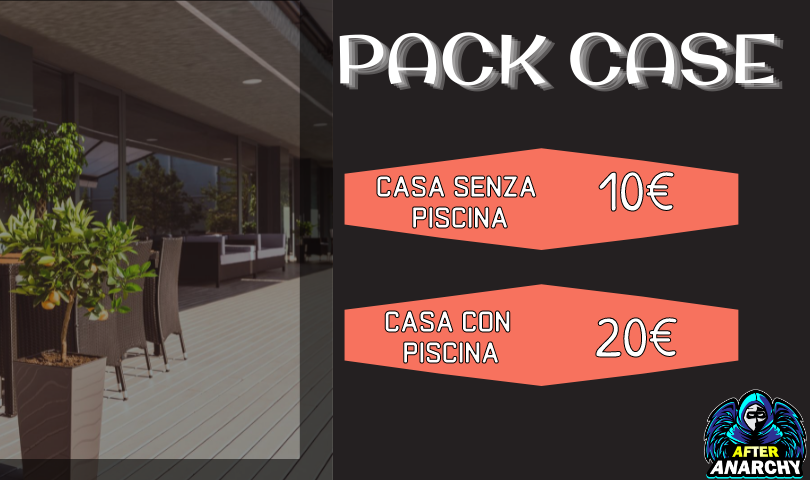 PACK CASE
CASA SENZA
PISCINA
10€
CASA CON
PISCINA
20€
AFTER
ANARCHY